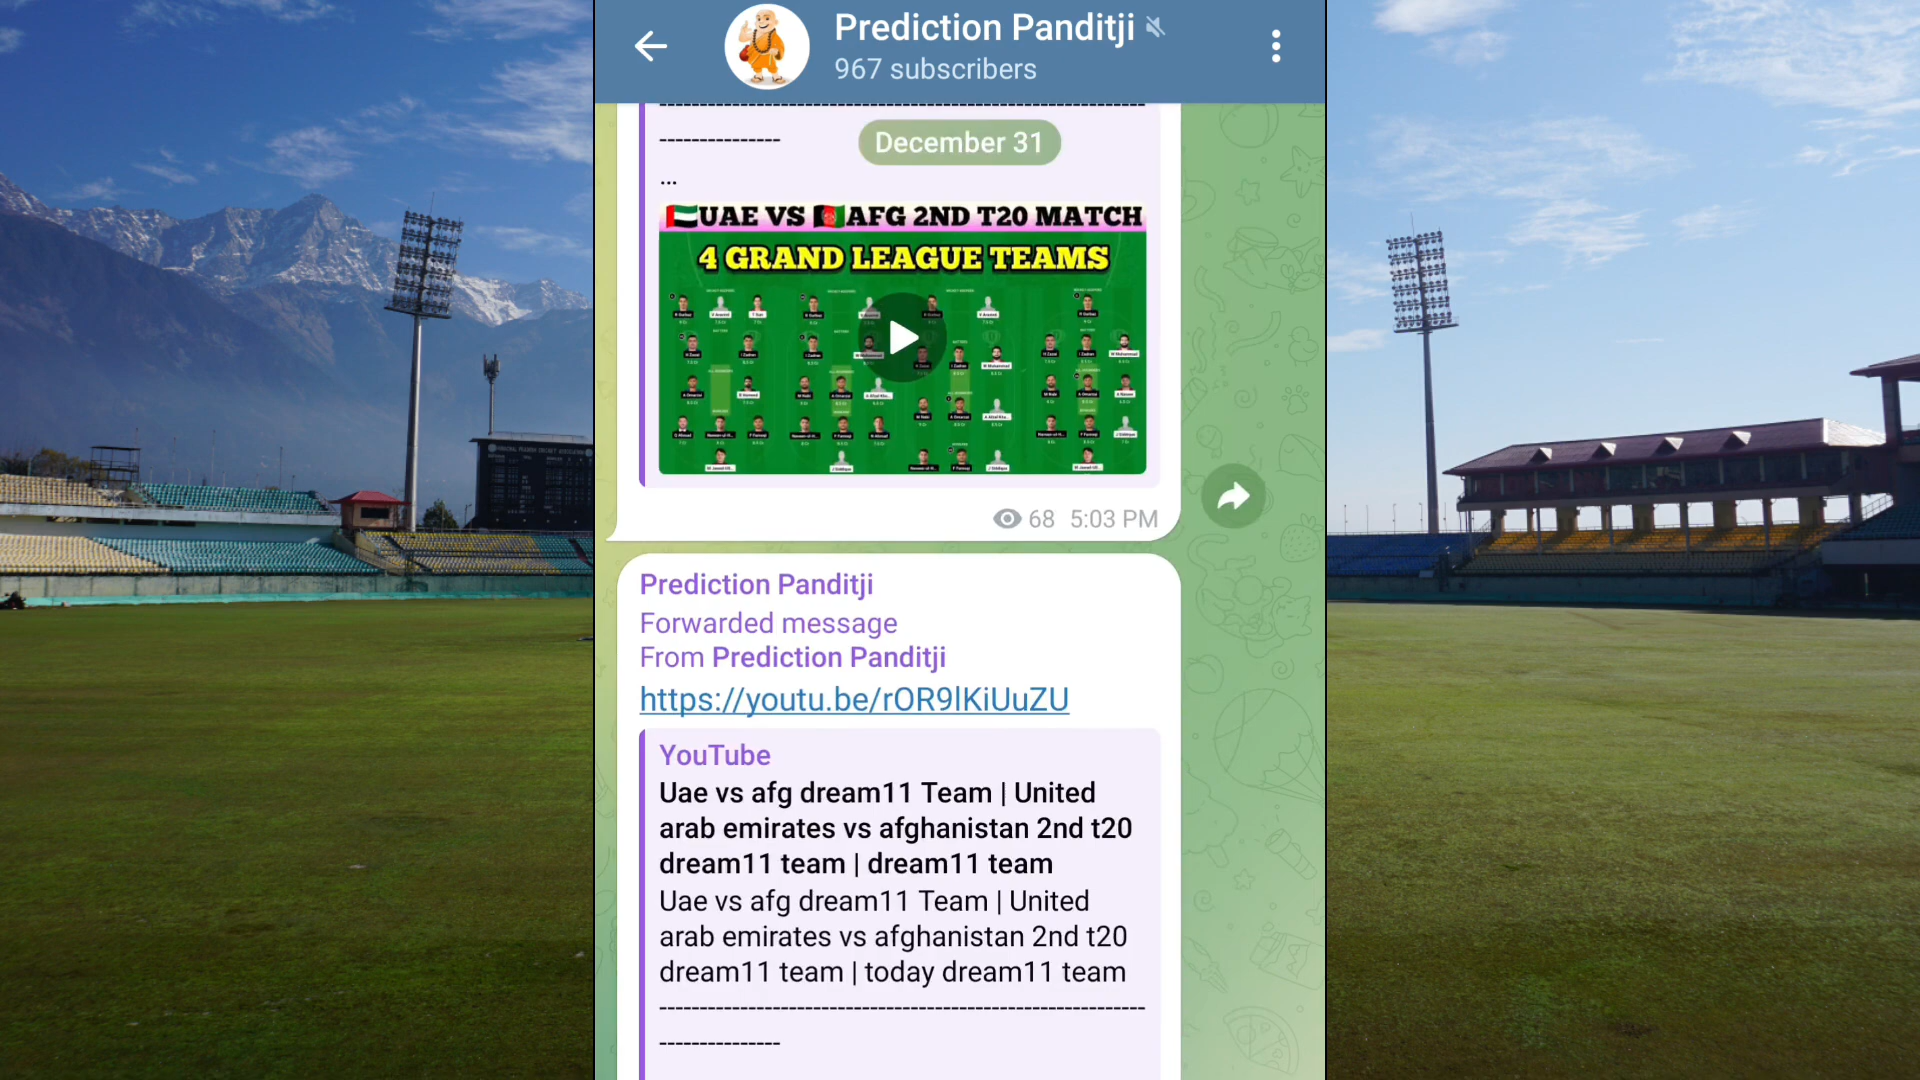 Prediction Panditji
967 subscribers
December 31
---------------
...
UAE VS AFG 2ND T20 MATCH
4 GRAND LEAGUE TEAMS
68 5:03 PM
Prediction Panditji
Forwarded message
From Prediction Panditji
https://youtu.be/rOR9lKiUuZU
YouTube
Uae vs afg dream11 Team | United
arab emirates vs afghanistan 2nd t20
dream11 team | dream11 team
Uae vs afg dream11 Team | United
arab emirates vs afghanistan 2nd t20
dream11 team | today dream11 team
------------------------------------------------------------
---------------